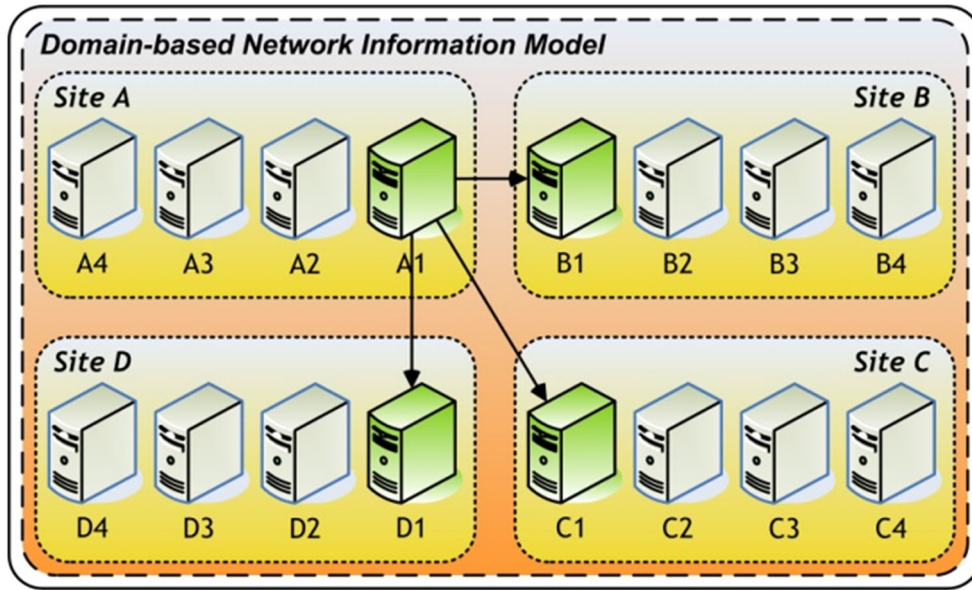 Domain-based Network Information Model
Site A
A4 A3 A2 A1
Site B
B1 B2 B3 B4
Site D
D4 D3 D2 D1
Site C
C1 C2 C3 C4